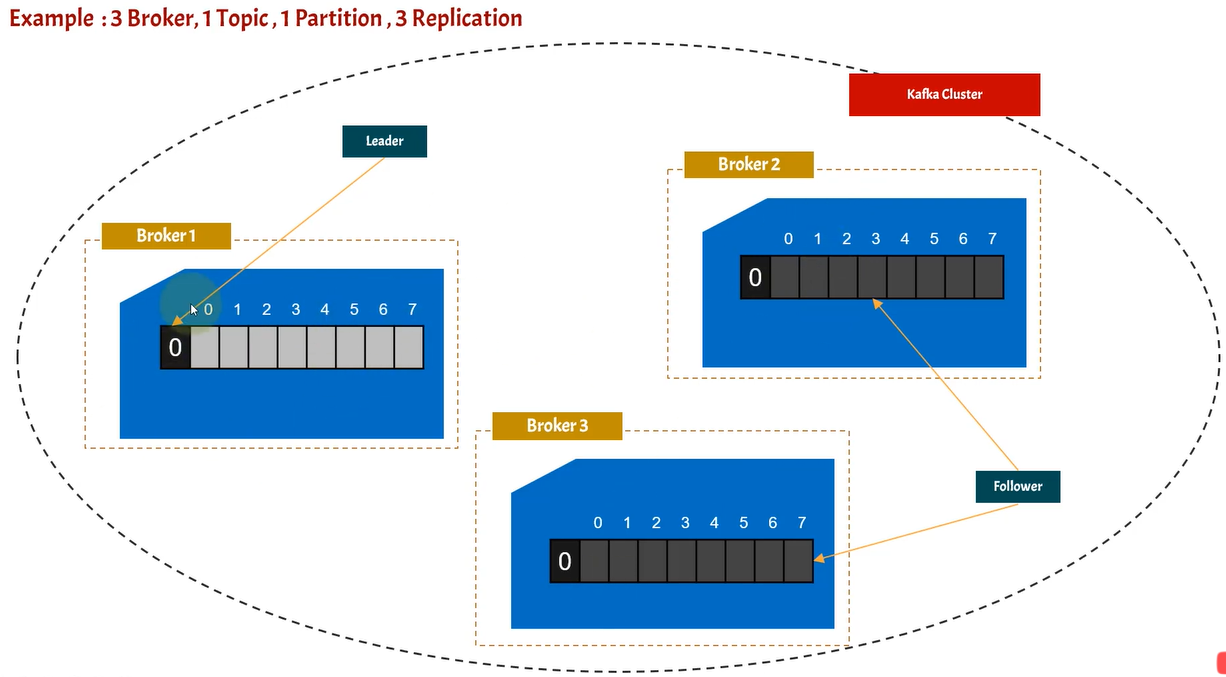 Example : 3 Broker, 1 Topic , 1 Partition , 3 Replication
Kafka Cluster
Leader
Broker 2
0 1 2 3 4 5 6 7
0
Broker 1
0 1 2 3 4 5 6 7
0
Broker 3
0 1 2 3 4 5 6 7
0
Follower